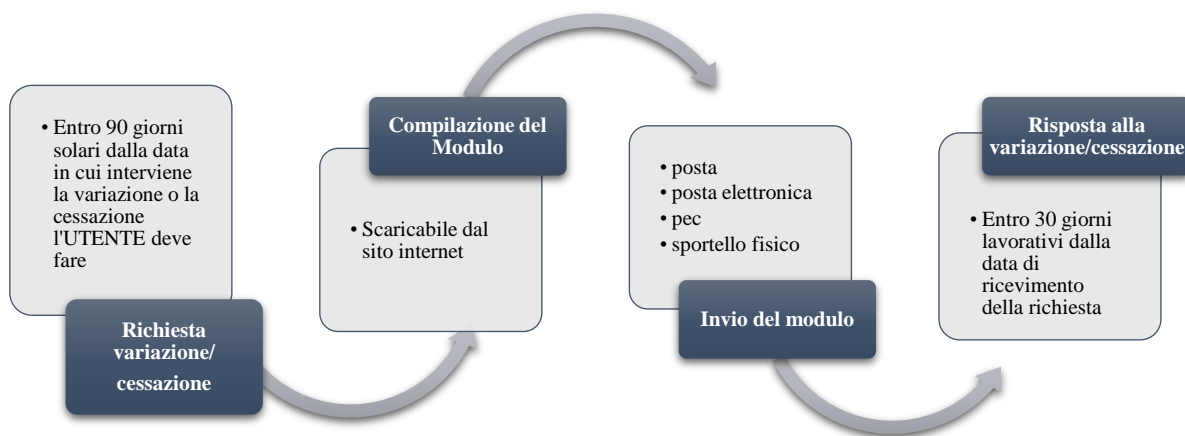 • Entro 90 giorni
solari dalla data
in cui interviene
la variazione o la
cessazione
l'UTENTE deve
fare
Richiesta
variazione/
cessazione
Compilazione del
Modulo
• Scaricabile dal
sito internet
• posta
• posta elettronica
• pec
• sportello fisico
Invio del modulo
Risposta alla
variazione/cessazione
• Entro 30 giorni
lavorativi dalla
data di
ricevimento
della richiesta